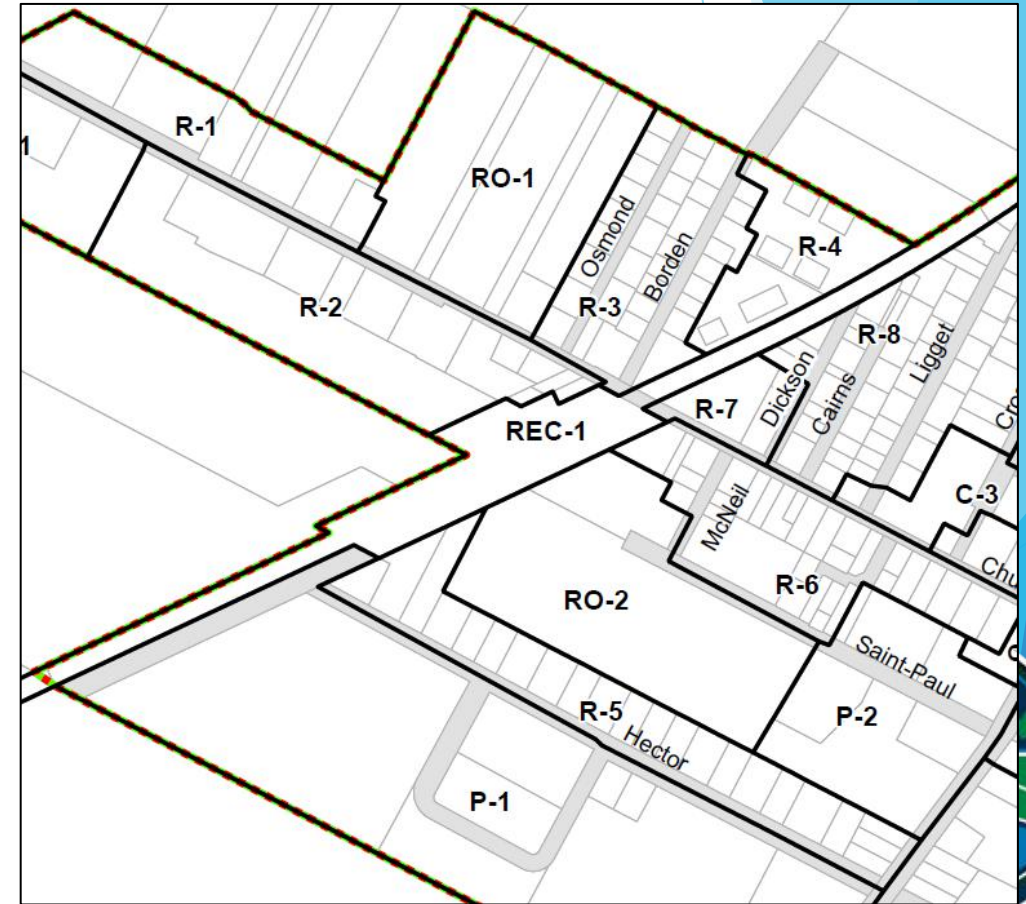 R-1
1
RO-1
Osmond
Borden
R-4
R-2
R-3
R-8
Ligget
Dickson
Cairns
R-7
REC-1
C-3
McNeil
R-6
RO-2
Saint-Paul
R-5
Hector
P-2
P-1